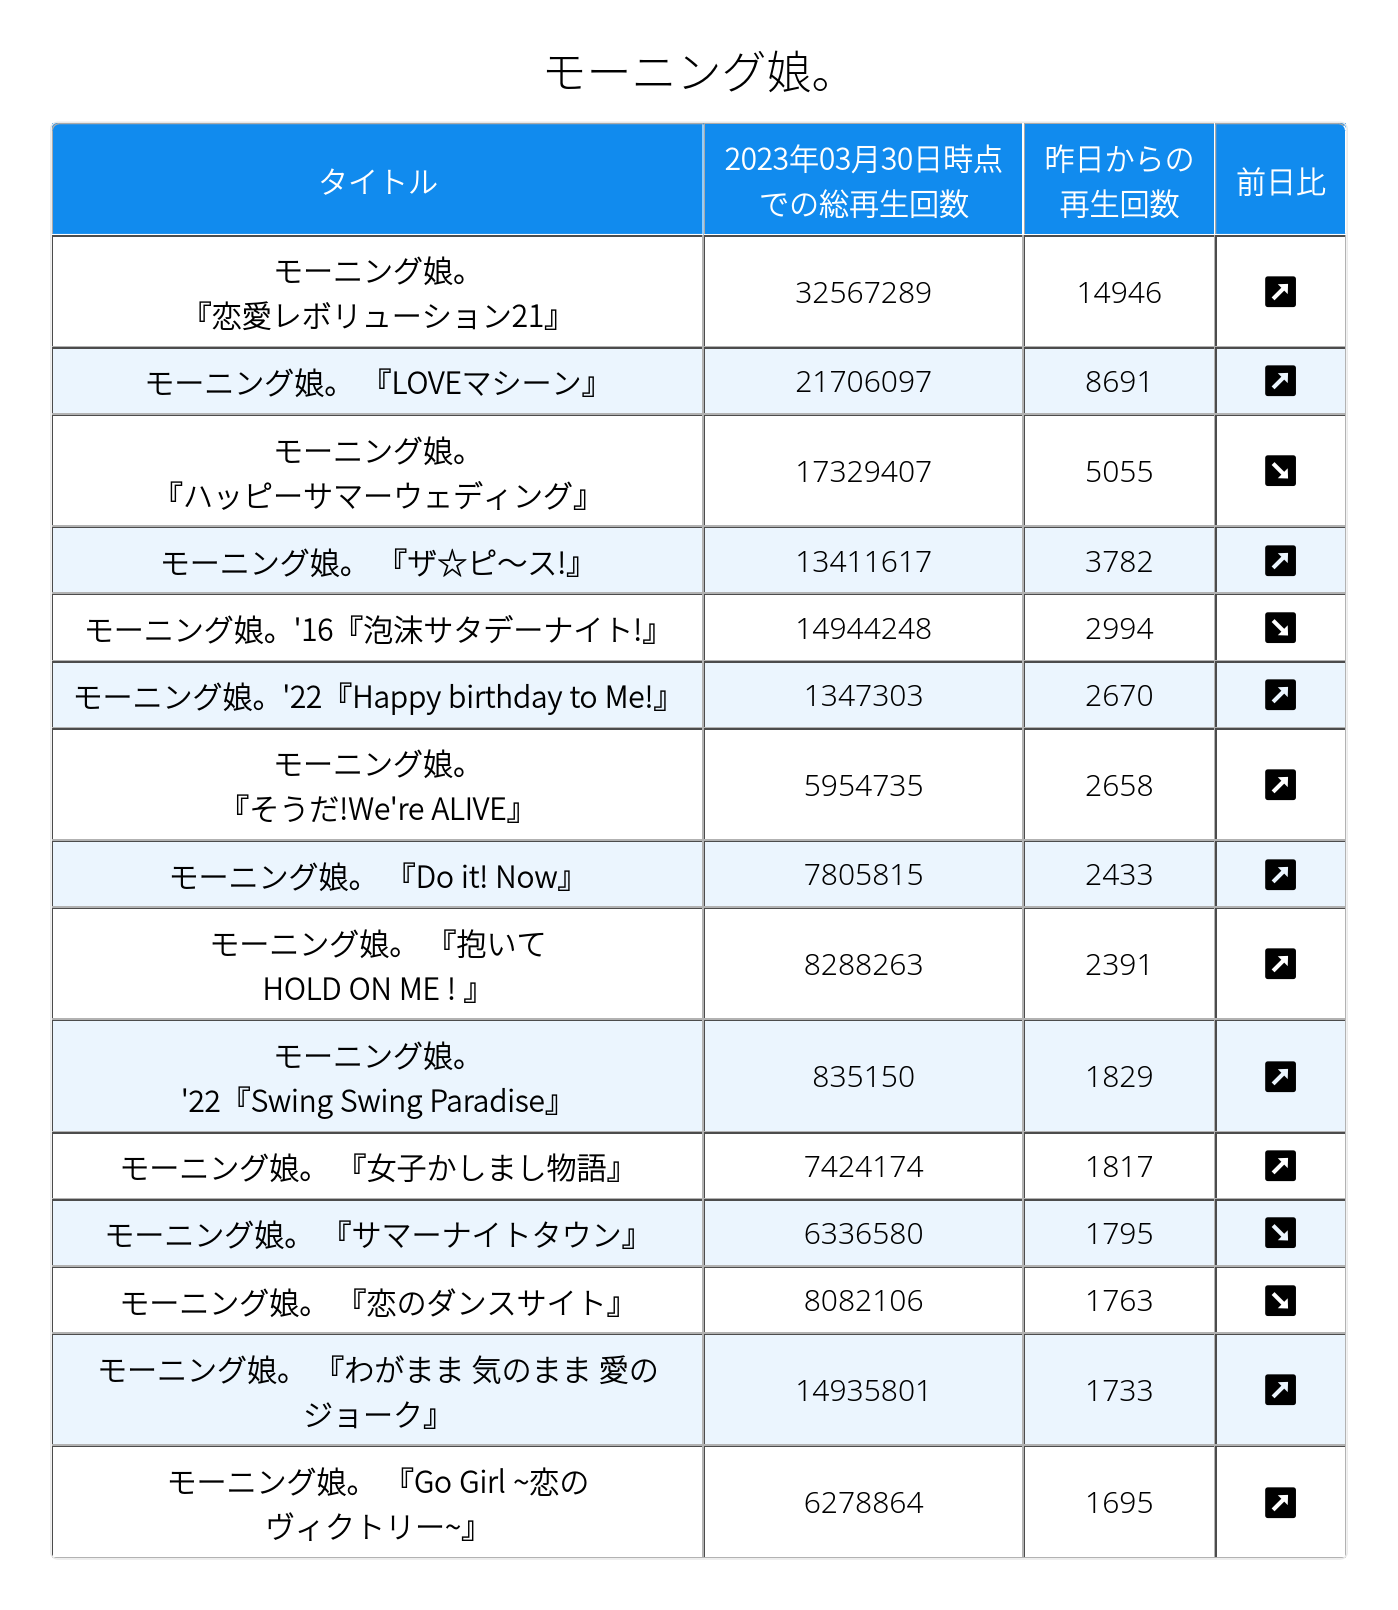 モーニング娘。
タイトル
2023年03月30日時点
での総再生回数
昨日からの
再生回数
前日比
モーニング娘。
『恋愛レボリューション21』
32567289
14946
モーニング娘。 『LOVEマシーン』
21706097
8691
モーニング娘。
『ハッピーサマーウェディング』
17329407
5055
モーニング娘。 『ザ☆ピ〜ス!』
13411617
3782
モーニング娘。'16『泡沫サタデーナイト!』
14944248
2994
モーニング娘。'22『Happy birthday to Me!』
1347303
2670
モーニング娘。
『そうだ!We're ALIVE』
5954735
2658
モーニング娘。 『Do it! Now』
7805815
2433
モーニング娘。 『抱いて
HOLD ON ME ! 』
8288263
2391
モーニング娘。
'22『Swing Swing Paradise』
835150
1829
モーニング娘。 『女子かしまし物語』
7424174
1817
モーニング娘。 『サマーナイトタウン』
6336580
1795
モーニング娘。 『恋のダンスサイト』
8082106
1763
モーニング娘。 『わがまま 気のまま 愛の
ジョーク』
14935801
1733
モーニング娘。 『Go Girl ~恋の
ヴィクトリー~』
6278864
1695